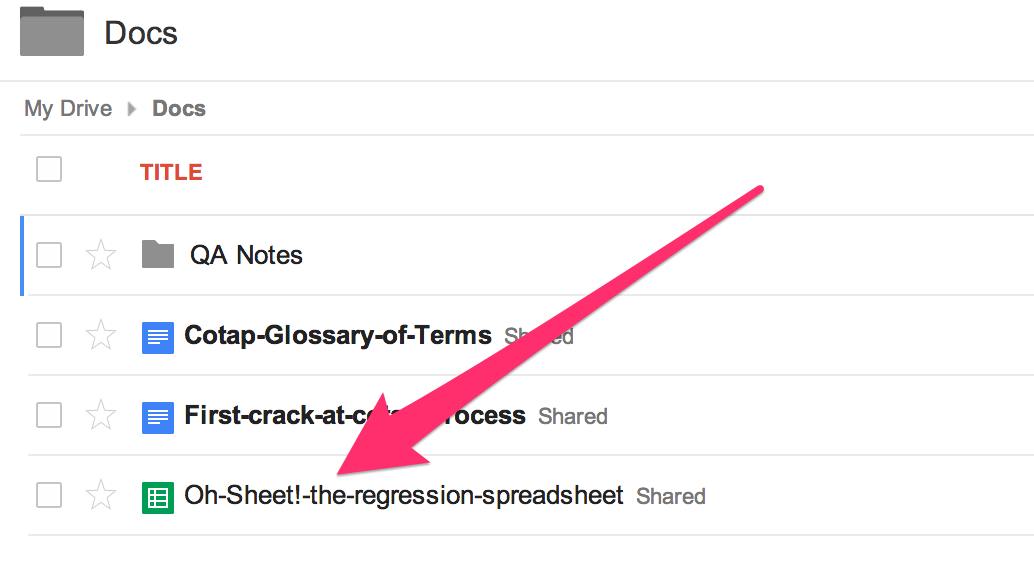 Docs
My Drive Docs
TITLE
QA Notes
Cotap-Glossary-of-Terms Shared
First-crack-at- Shared
Oh-Sheet!-the-regression-spreadsheet Shared